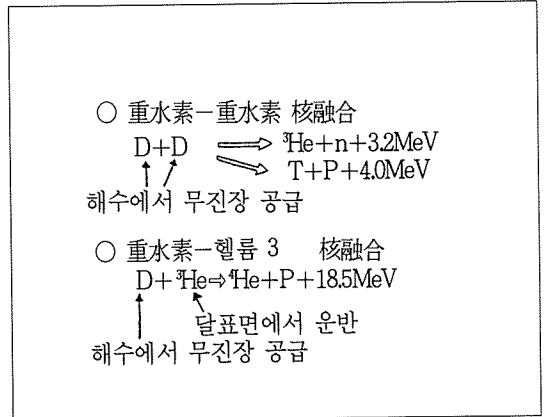 ○ 重水素-重水素 核融合
D+D ⇨ ³He+n+3.2MeV
⇨ T+P+4.0MeV
해수에서 무진장 공급
○ 重水素-헬륨 3 核融合
D+³He⇨⁴He+P+18.5MeV
달표면에서 운반
해수에서 무진장 공급